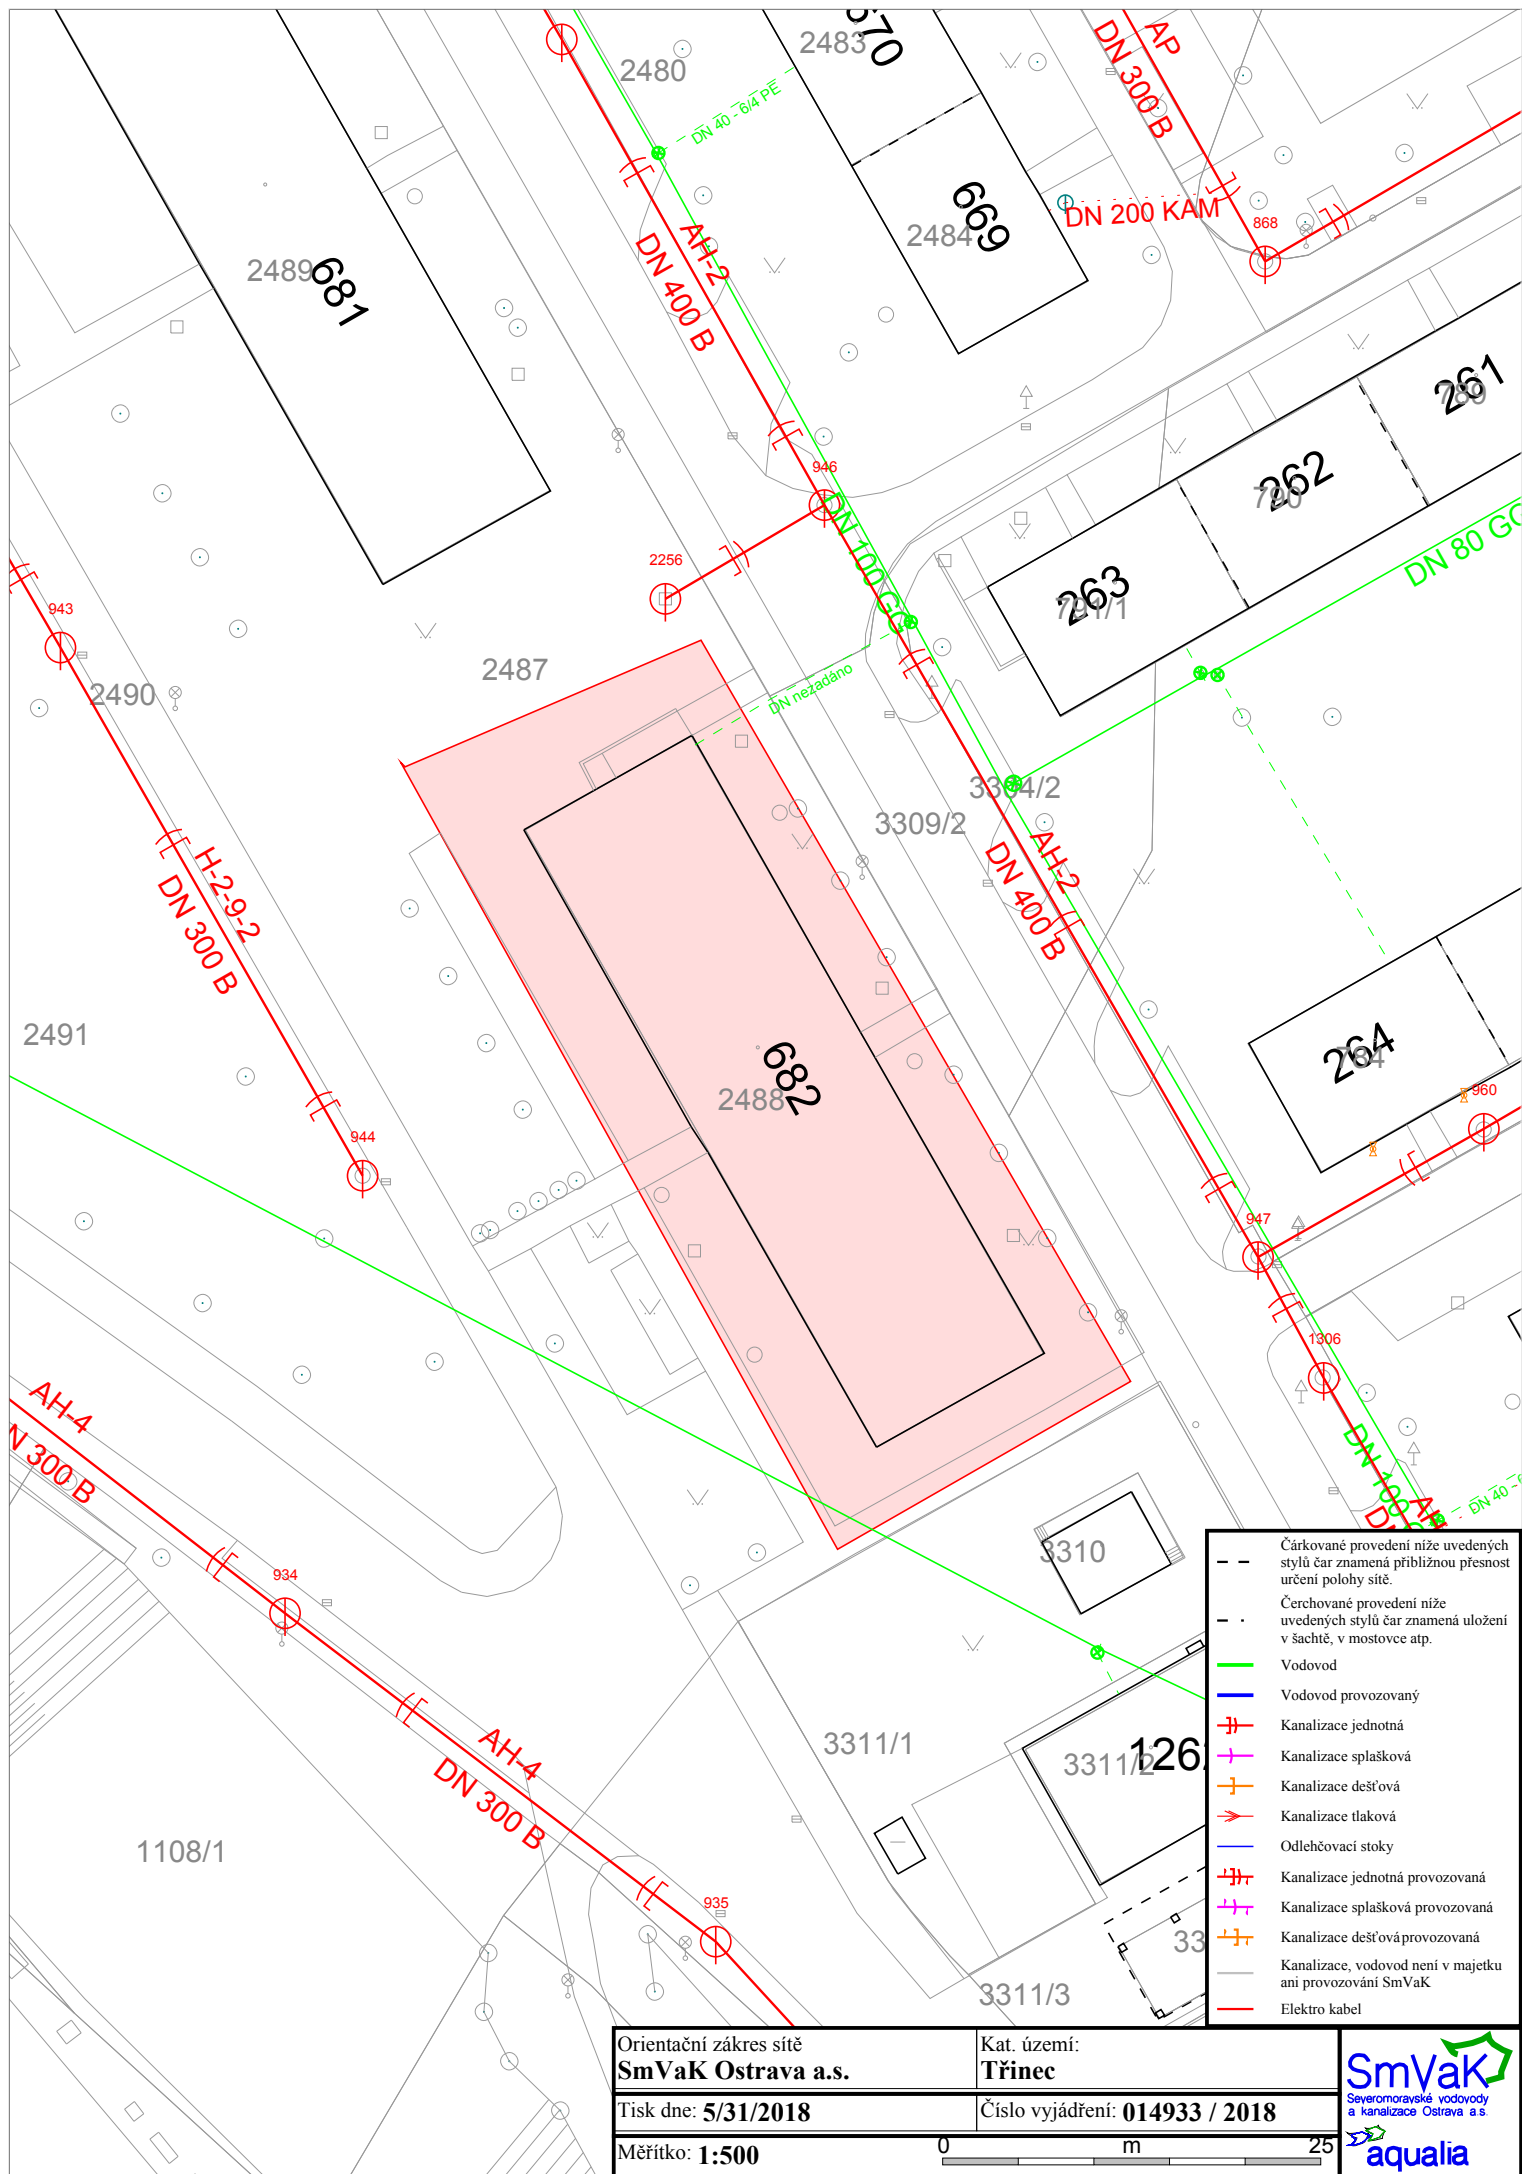 670
2483
AP
DN 300 B
2480
DN 40 - 6/4 PE
669
2484
DN 200 KAM
868
2489
681
AH-2
DN 400 B
261
789
262
790
946
DN 80 GG
DN 100 GG
2256
263
791/1
943
2487
2490
DN nezadáno
3304/2
3309/2
AH-2
DN 400 B
H-2-9-2
DN 300 B
2491
682
2488
264
784
960
944
947
1306
AH-4
N 300 B
DN 100
AH
DN 40 -
934
3310
Čárkované provedení níže uvedených
stylů čar znamená přibližnou přesnost
určení polohy sítě.
Čerchované provedení níže
uvedených stylů čar znamená uložení
v šachtě, v mostovce atp.
Vodovod
Vodovod provozovaný
Kanalizace jednotná
Kanalizace splašková
Kanalizace dešťová
Kanalizace tlaková
Odlehčovací stoky
Kanalizace jednotná provozovaná
Kanalizace splašková provozovaná
Kanalizace dešťová provozovaná
Kanalizace, vodovod není v majetku
ani provozování SmVaK
Elektro kabel
AH-4
DN 300 B
3311/1
3311/2
126
1108/1
935
33
3311/3
Orientační zákres sítě
SmVaK Ostrava a.s.
Kat. území:
Třinec
Tisk dne: 5/31/2018
Číslo vyjádření: 014933 / 2018
Měřítko: 1:500
0 m 25
SmVaK
Severomoravské vodovody
a kanalizace Ostrava a.s.
aqualia